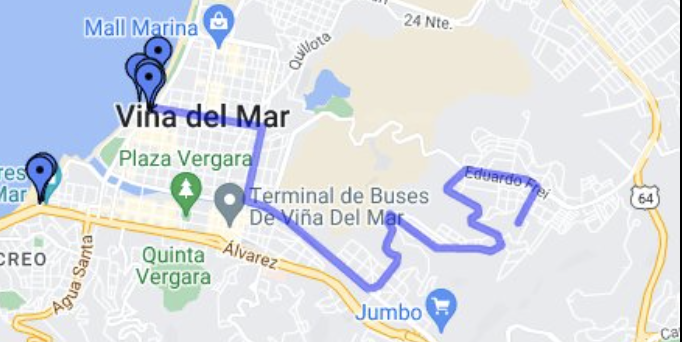 24 Nte.
Mall Marina
Quillota
Viña del Mar
Plaza Vergara
Eduardo Frei
res
Mar
Terminal de Buses
De Viña Del Mar
64
CREO
Agua Santa
Quinta
Vergara
Álvarez
Jumbo
Ca